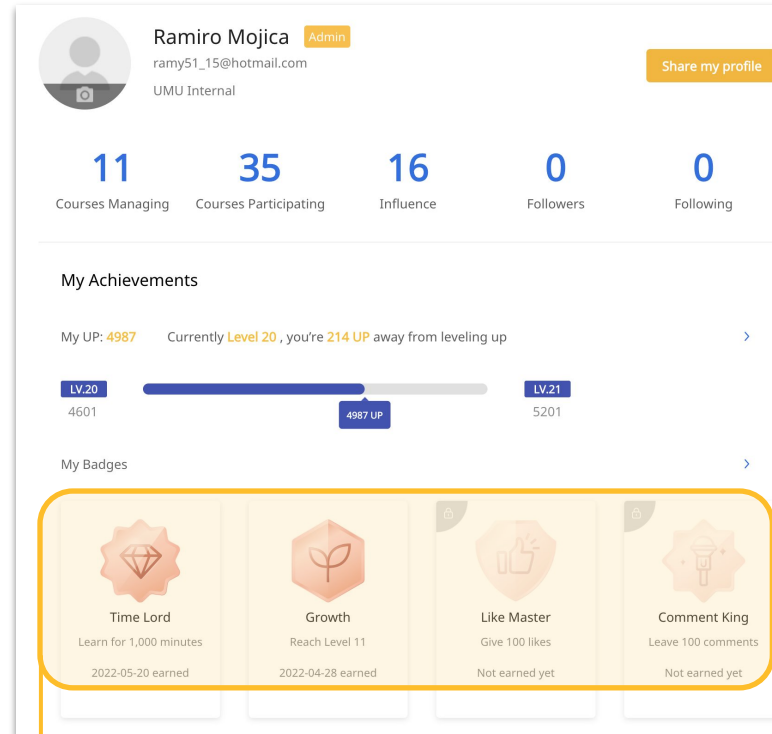 Ramiro Mojica Admin
ramy51_15@hotmail.com
UMU Internal
Share my profile
11 35 16 0 0
Courses Managing Courses Participating Influence Followers Following
My Achievements
My UP: 4987 Currently Level 20 , you're 214 UP away from leveling up
LV.20 LV.21
4601 4987 UP 5201
My Badges
Time Lord Growth Like Master Comment King
Learn for 1,000 minutes Reach Level 11 Give 100 likes Leave 100 comments
2022-05-20 earned 2022-04-28 earned Not earned yet Not earned yet